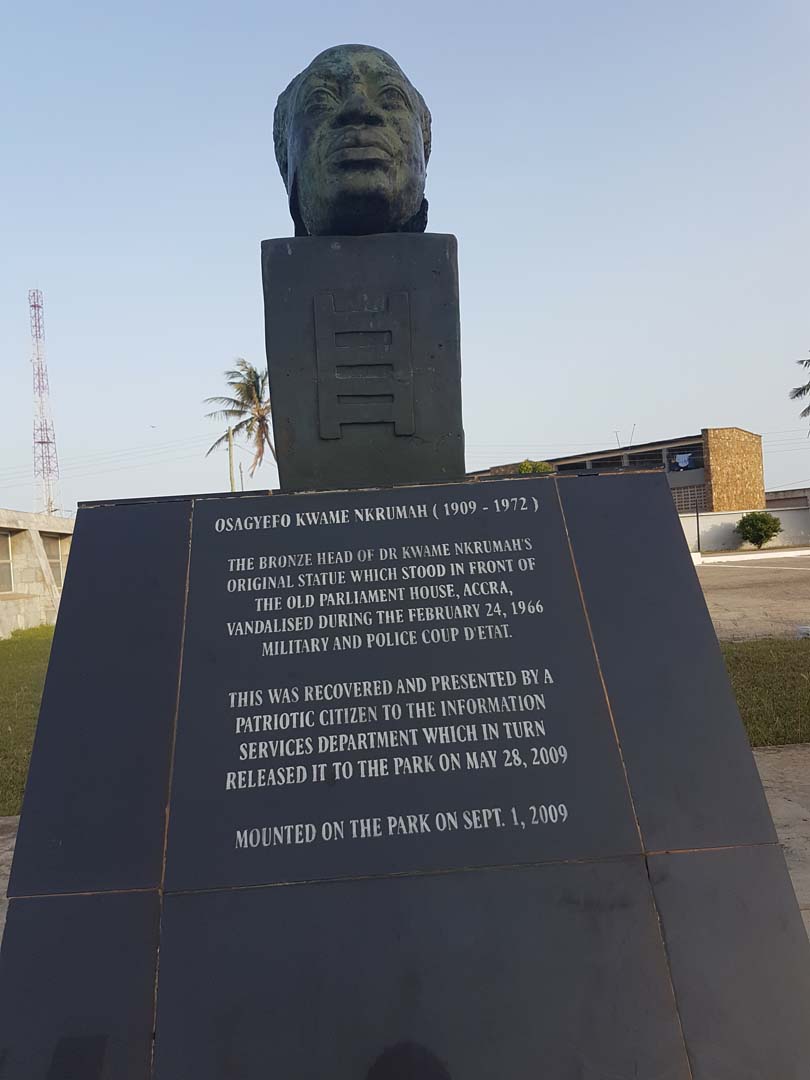 OSAGYEFO KWAME NKRUMAH ( 1909 - 1972 )
THE BRONZE HEAD OF DR KWAME NKRUMAH'S
ORIGINAL STATUE WHICH STOOD IN FRONT OF
THE OLD PARLIAMENT HOUSE, ACCRA,
VANDALISED DURING THE FEBRUARY 24, 1966
MILITARY AND POLICE COUP D'ETAT.
THIS WAS RECOVERED AND PRESENTED BY A
PATRIOTIC CITIZEN TO THE INFORMATION
SERVICES DEPARTMENT WHICH IN TURN
RELEASED IT TO THE PARK ON MAY 28, 2009
MOUNTED ON THE PARK ON SEPT. 1, 2009